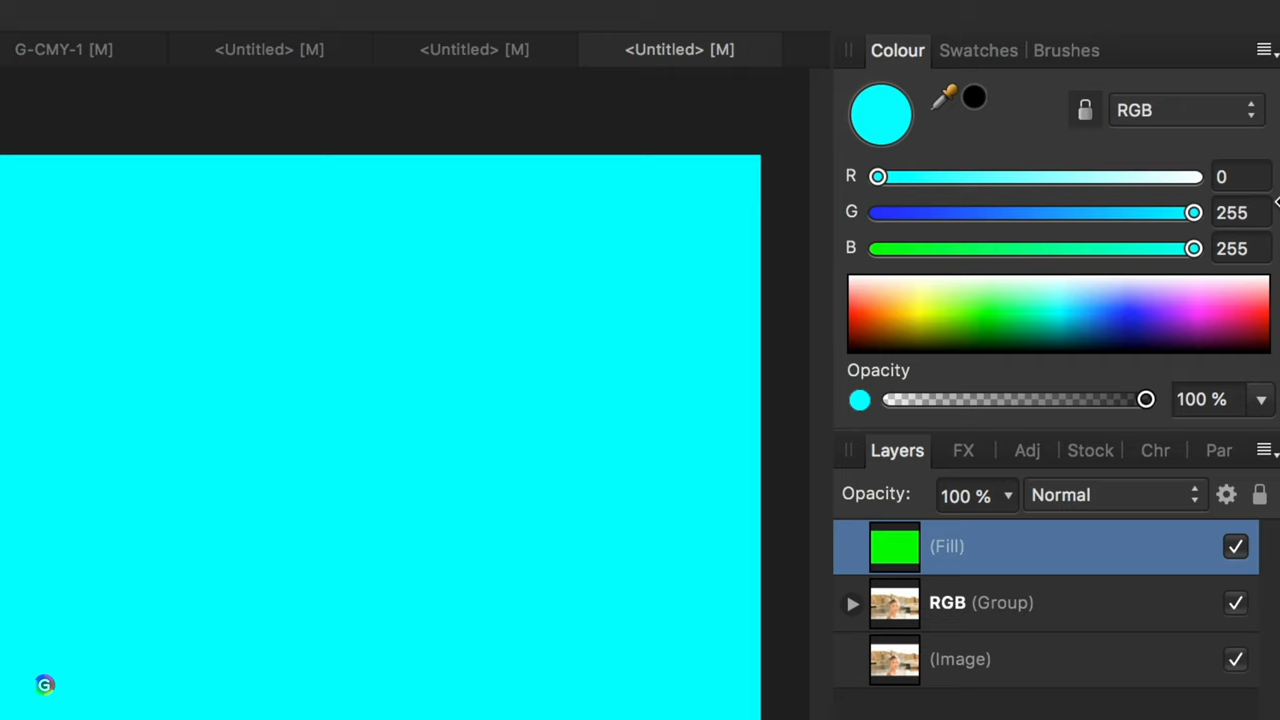 G-CMY-1 [M] <Untitled> [M] <Untitled> [M] <Untitled> [M]
Colour Swatches Brushes
RGB
R 0
G 255
B 255
Opacity
100 %
Layers FX Adj Stock Chr Par
Opacity: 100 % Normal
(Fill)
RGB (Group)
(Image)
G